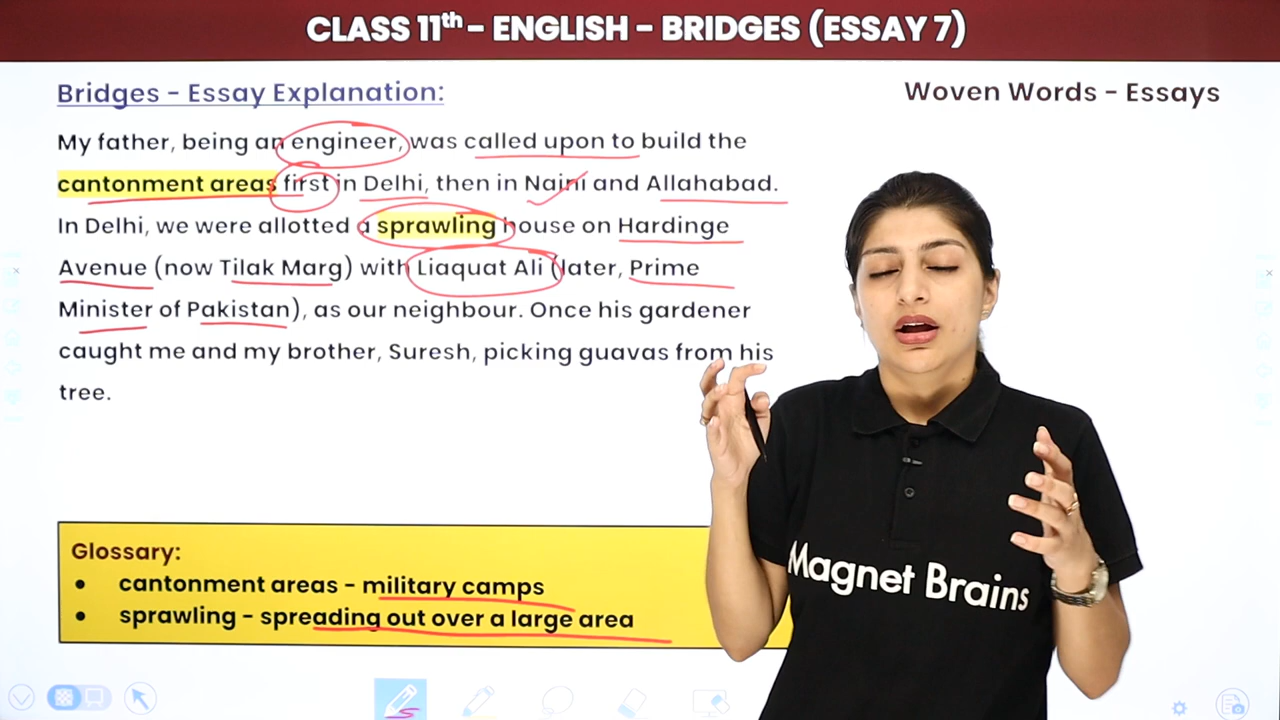 CLASS 11th - ENGLISH - BRIDGES (ESSAY 7)
Bridges - Essay Explanation:
Woven Words - Essays
My father, being an engineer, was called upon to build the
cantonment areas first in Delhi, then in Naini and Allahabad.
In Delhi, we were allotted a sprawling house on Hardinge
Avenue (now Tilak Marg) with Liaquat Ali (later, Prime
Minister of Pakistan), as our neighbour. Once his gardener
caught me and my brother, Suresh, picking guavas from his
tree.
Glossary:
• cantonment areas - military camps
• sprawling - spreading out over a large area
Magnet Brains